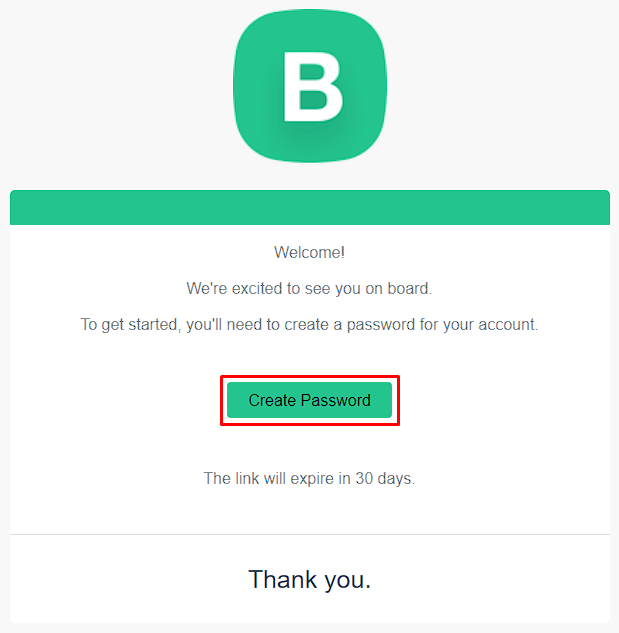 B
Welcome!
We're excited to see you on board.
To get started, you'll need to create a password for your account.
Create Password
The link will expire in 30 days.
Thank you.